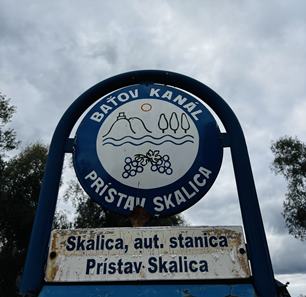 BAŤOV KANÁL
PRÍSTAV SKALICA
Skalica, aut. stanica
Prístav Skalica